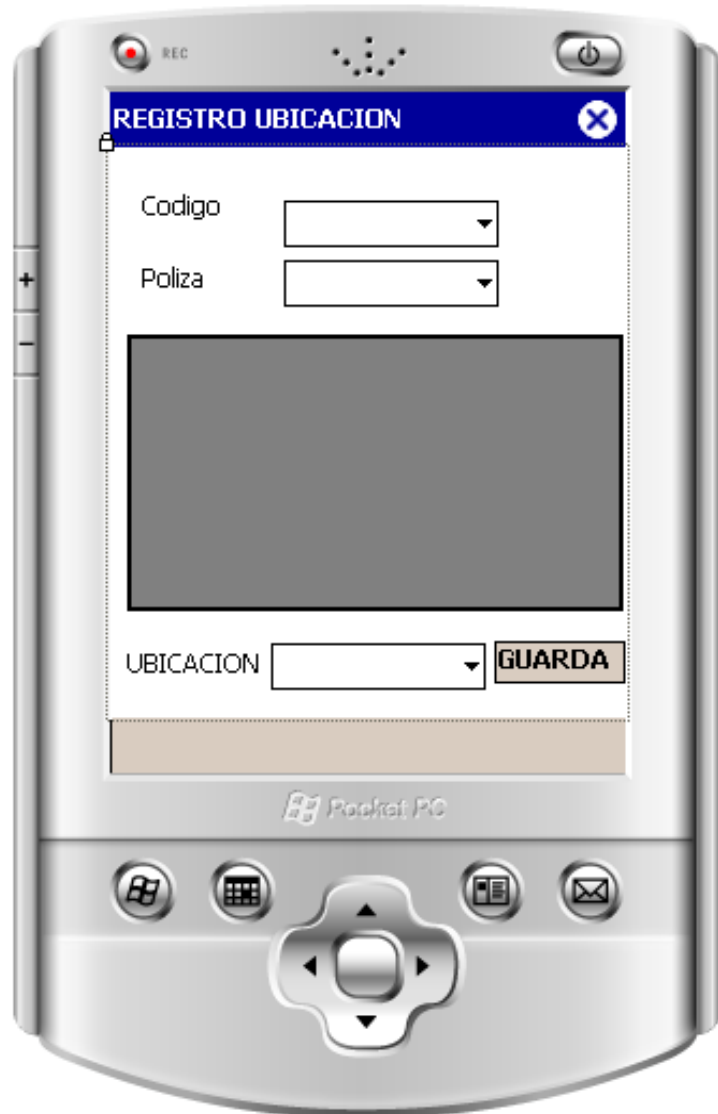 REC
REGISTRO UBICACION
Codigo
Poliza
+
-
UBICACION
GUARDA
Pocket PC